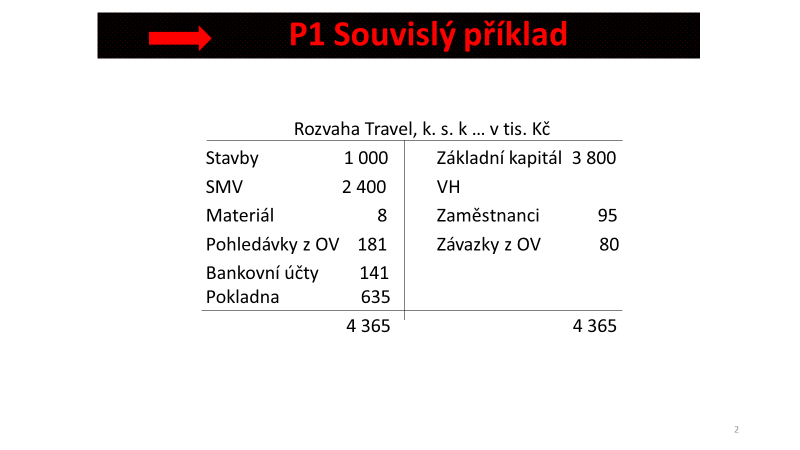 P1 Souvislý příklad
Rozvaha Travel, k. s. k … v tis. Kč
Stavby 1 000 Základní kapitál 3 800
SMV 2 400 VH
Materiál 8 Zaměstnanci 95
Pohledávky z OV 181 Závazky z OV 80
Bankovní účty 141
Pokladna 635
4 365 4 365
2